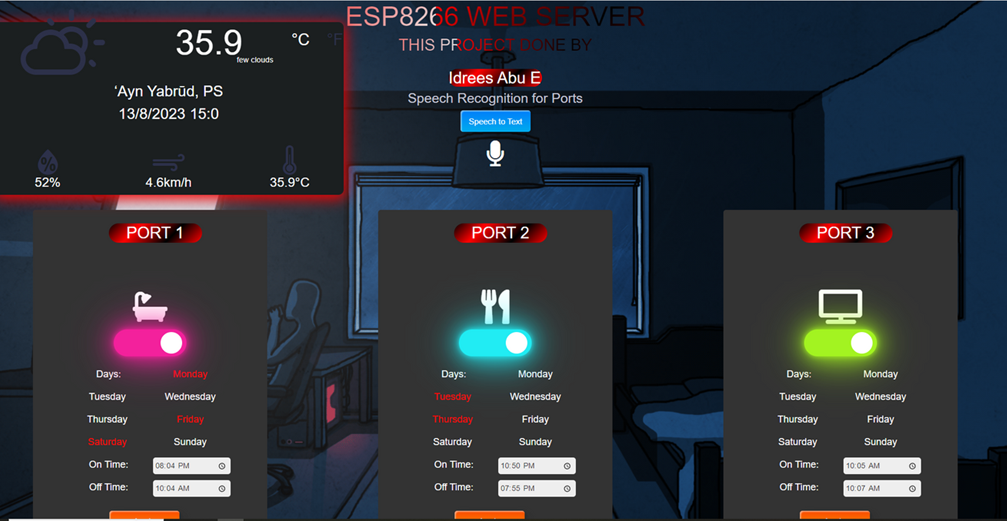 ESP8266 WEB SERVER
THIS PROJECT DONE BY
Idrees Abu E
Speech Recognition for Ports
Speech to Text
35.9 °C °F
few clouds
‘Ayn Yabrūd, PS
13/8/2023 15:0
52% 4.6km/h 35.9°C
PORT 1
Days: Monday
Tuesday Wednesday
Thursday Friday
Saturday Sunday
On Time: 08:04 PM
Off Time: 10:04 AM
PORT 2
Days: Monday
Tuesday Wednesday
Thursday Friday
Saturday Sunday
On Time: 10:50 PM
Off Time: 07:55 PM
PORT 3
Days: Monday
Tuesday Wednesday
Thursday Friday
Saturday Sunday
On Time: 10:05 AM
Off Time: 10:07 AM